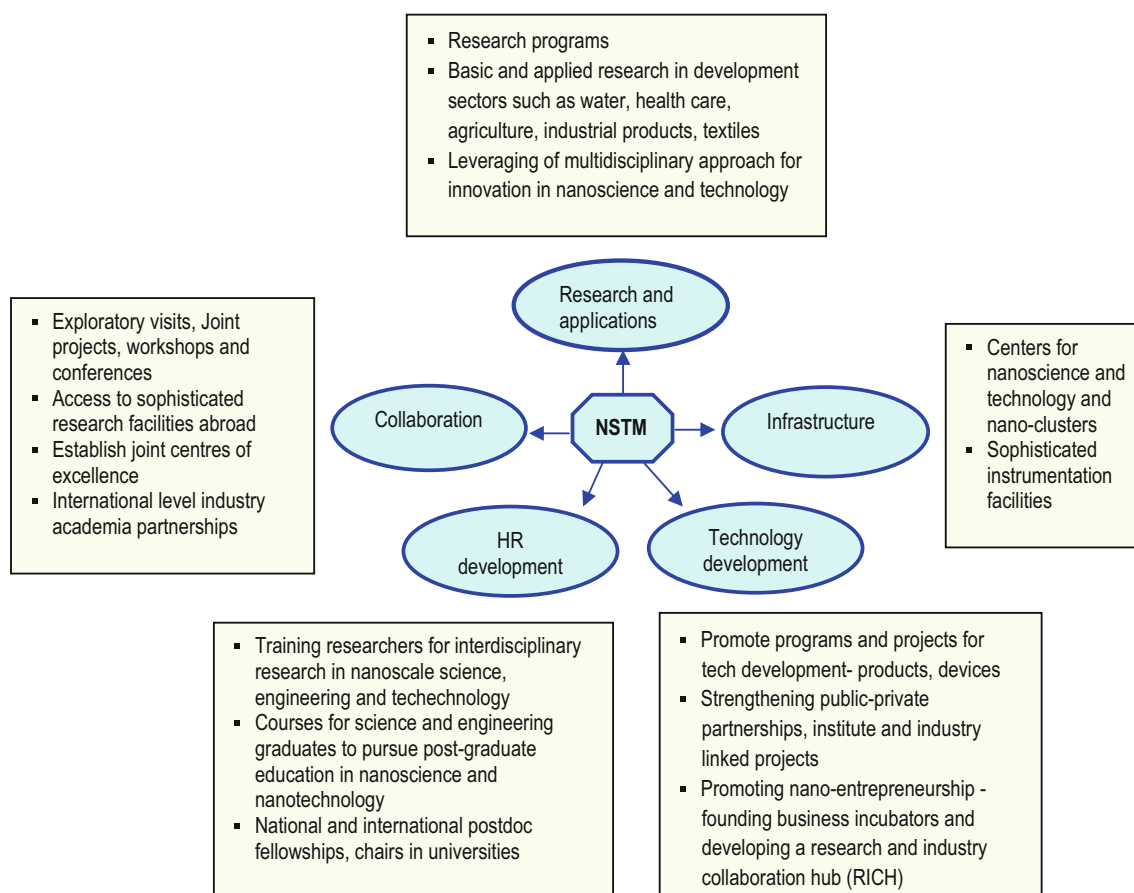 ▪ Research programs
▪ Basic and applied research in development
sectors such as water, health care,
agriculture, industrial products, textiles
▪ Leveraging of multidisciplinary approach for
innovation in nanoscience and technology
Research and
applications
▪ Exploratory visits, Joint
projects, workshops and
conferences
▪ Access to sophisticated
research facilities abroad
▪ Establish joint centres of
excellence
▪ International level industry
academia partnerships
Collaboration
NSTM
Infrastructure
▪ Centers for
nanoscience and
technology and
nano-clusters
▪ Sophisticated
instrumentation
facilities
HR
development
Technology
development
▪ Training researchers for interdisciplinary
research in nanoscale science,
engineering and techechnology
▪ Courses for science and engineering
graduates to pursue post-graduate
education in nanoscience and
nanotechnology
▪ National and international postdoc
fellowships, chairs in universities
▪ Promote programs and projects for
tech development- products, devices
▪ Strengthening public-private
partnerships, institute and industry
linked projects
▪ Promoting nano-entrepreneurship -
founding business incubators and
developing a research and industry
collaboration hub (RICH)